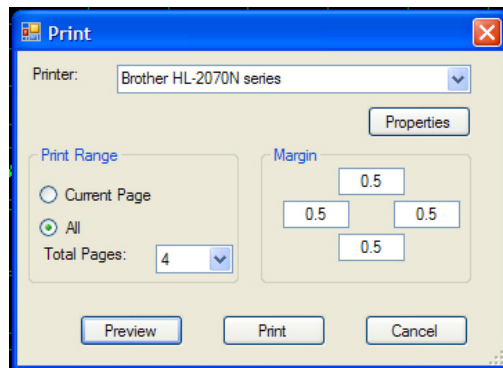 Print
Printer: Brother HL-2070N series
Properties
Print Range
Current Page
All
Total Pages: 4
Margin
0.5
0.5 0.5
0.5
Preview Print Cancel